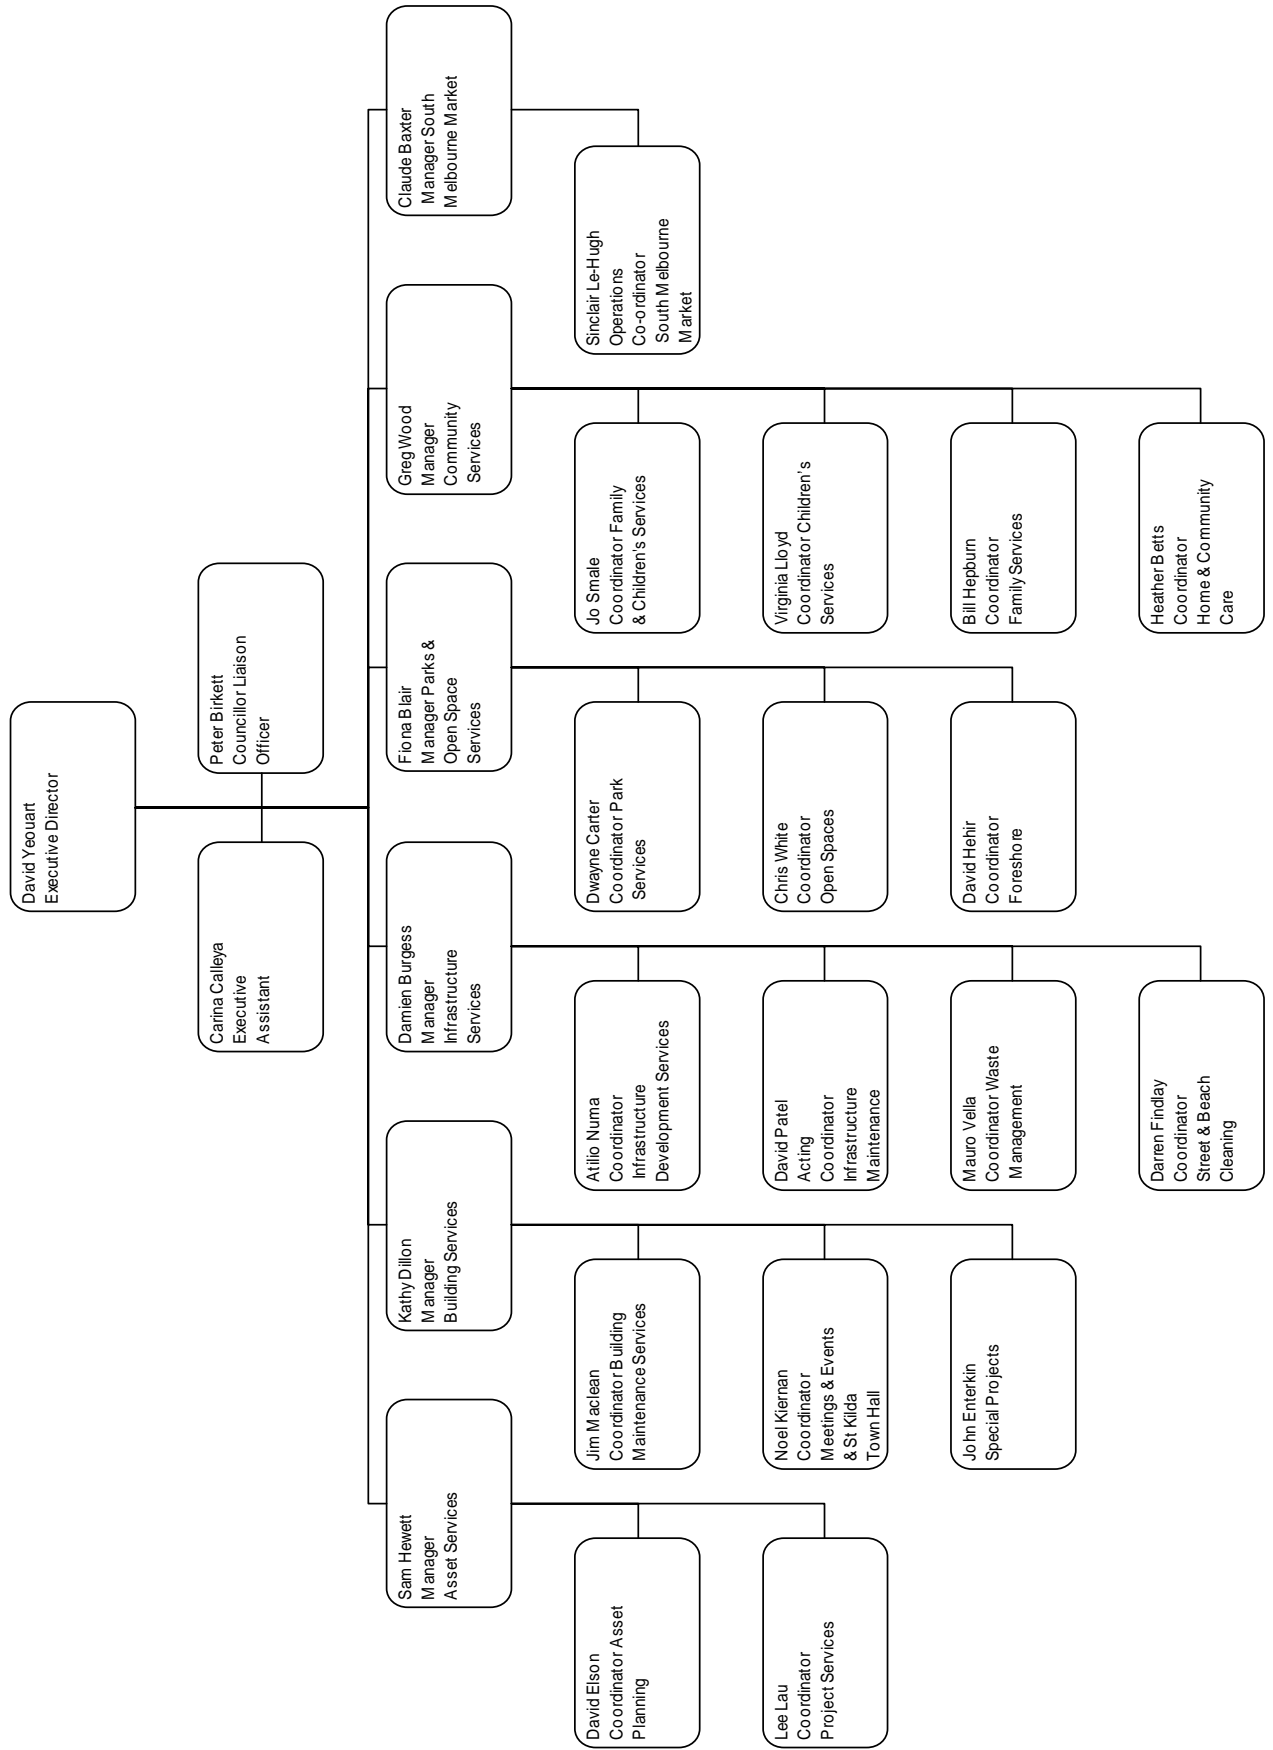 David Yeouart
Executive Director
Carina Calleya
Executive
Assistant
Peter Birkett
Councillor Liaison
Officer
Sam Hewett
Manager
Asset Services
Kathy Dillon
Manager
Building Services
Damien Burgess
Manager
Infrastructure
Services
Fiona Blair
Manager Parks &
Open Space
Services
Greg Wood
Manager
Community
Services
Claude Baxter
Manager South
Melbourne Market
David Elson
Coordinator Asset
Planning
Lee Lau
Coordinator
Project Services
Jim Maclean
Coordinator Building
Maintenance Services
Noel Kiernan
Coordinator
Meetings & Events
& St Kilda
Town Hall
John Enterkin
Special Projects
Atilio Numa
Coordinator
Infrastructure
Development Services
David Patel
Acting
Coordinator
Infrastructure
Maintenance
Mauro Vella
Coordinator Waste
Management
Darren Findlay
Coordinator
Street & Beach
Cleaning
Dwayne Carter
Coordinator Park
Services
Chris White
Coordinator
Open Spaces
David Hehir
Coordinator
Foreshore
Jo Smale
Coordinator Family
& Children's Services
Virginia Lloyd
Coordinator Children's
Services
Bill Hepburn
Coordinator
Family Services
Heather Betts
Coordinator
Home & Community
Care
Sinclair Le-Hugh
Operations
Co-ordinator
South Melbourne
Market